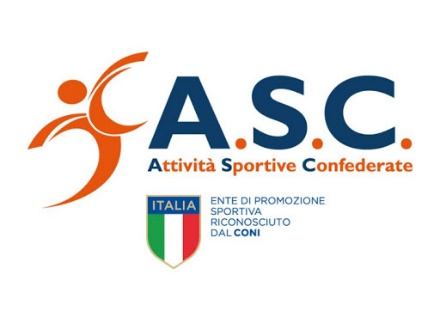 A.S.C.
Attività Sportive Confederate
ITALIA
ENTE DI PROMOZIONE
SPORTIVA
RICONOSCIUTO
DAL CONI